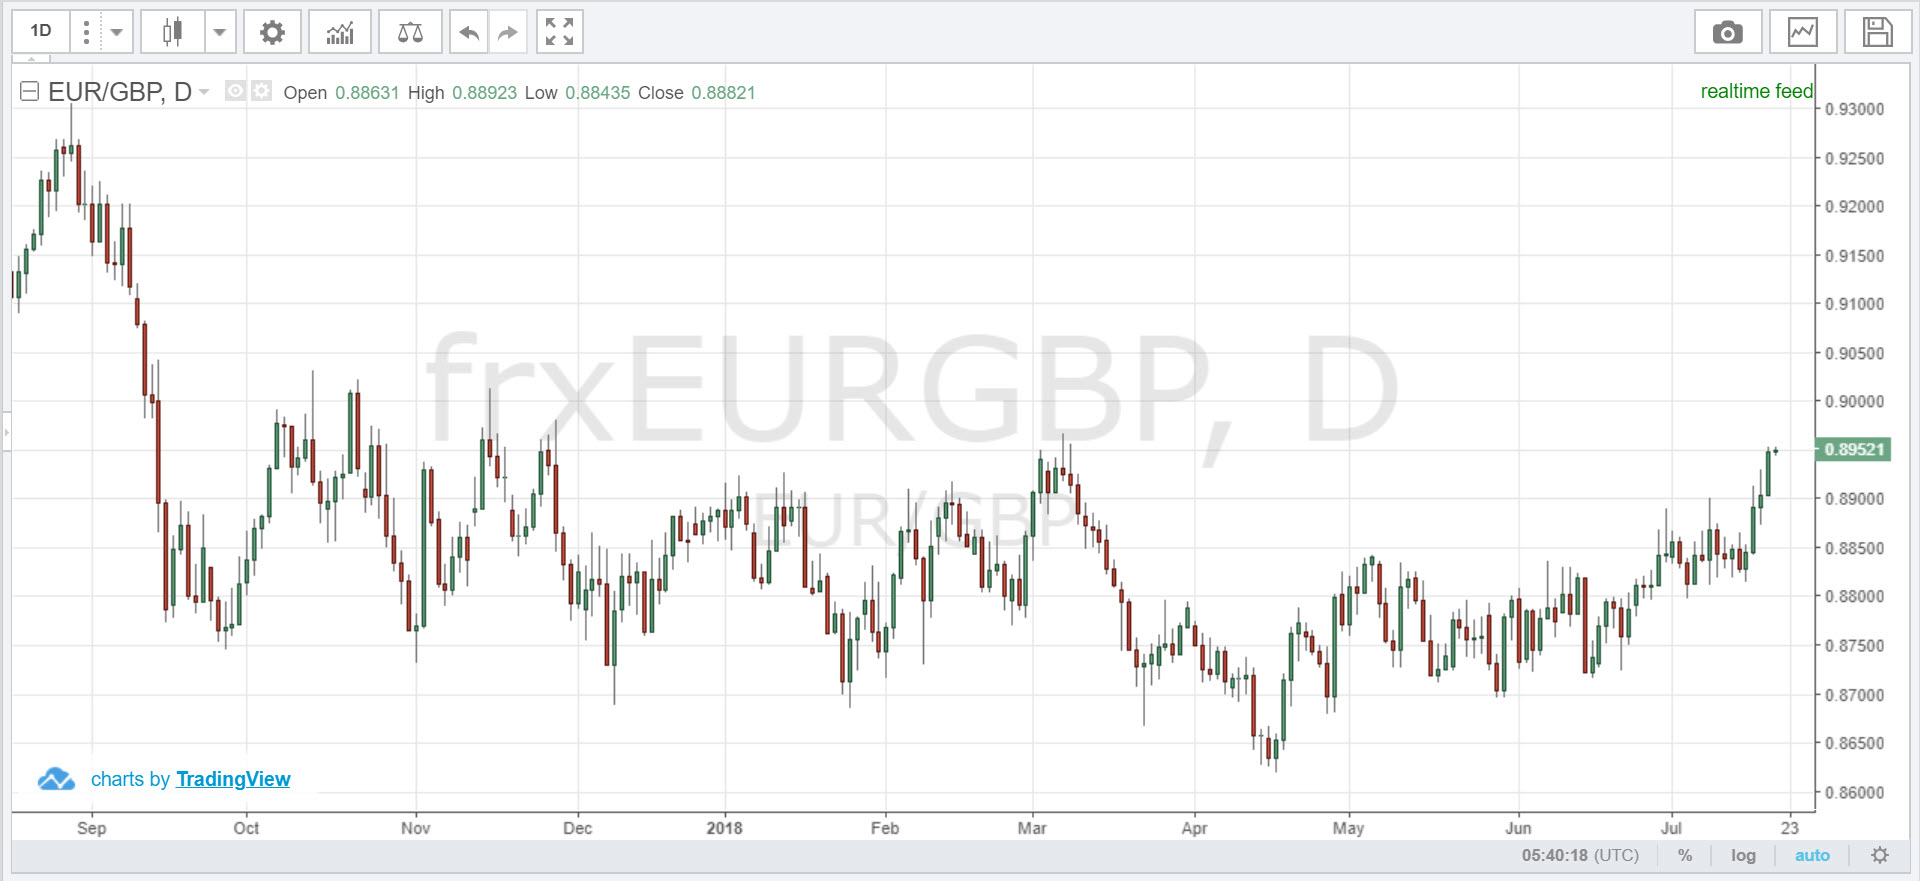 1D
EUR/GBP, D Open 0.88631 High 0.88923 Low 0.88435 Close 0.88821
realtime feed
0.93000
0.92500
0.92000
0.91500
0.91000
0.90500
0.90000
0.89521
0.89000
0.88500
0.88000
0.87500
0.87000
0.86500
0.86000
frxEURGBP, D
EUR/GBP
charts by TradingView
Sep Oct Nov Dec 2018 Feb Mar Apr May Jun Jul 23
05:40:18 (UTC) % log auto